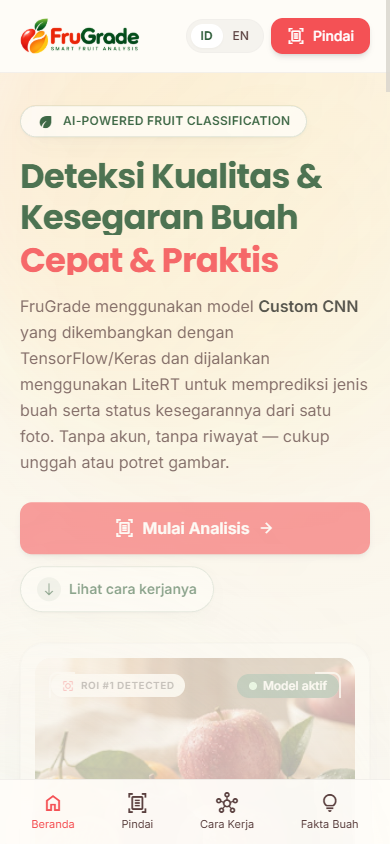 FruGrade
SMART FRUIT ANALYSIS
ID
EN
Pindai
AI-POWERED FRUIT CLASSIFICATION
Deteksi Kualitas &
Kesegaran Buah
Cepat & Praktis
FruGrade menggunakan model Custom CNN
yang dikembangkan dengan
TensorFlow/Keras dan dijalankan
menggunakan LiteRT untuk memprediksi jenis
buah serta status kesegarannya dari satu
foto. Tanpa akun, tanpa riwayat — cukup
unggah atau potret gambar.
Mulai Analisis →
↓ Lihat cara kerjanya
ROI #1 DETECTED
Model aktif
Beranda
Pindai
Cara Kerja
Fakta Buah